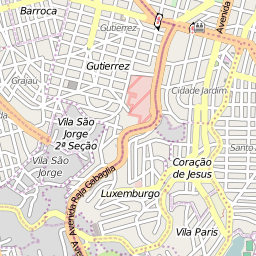 Barroca
Gutierrez
Gutierrez
Graiaú
Cidade Jardim
Vila São
Jorge
2ª Seção
Vila São
Jorge
Coração
de Jesus
Santo
Avenida Raja Gabaglia
Luxemburgo
Vila Paris
Avenida